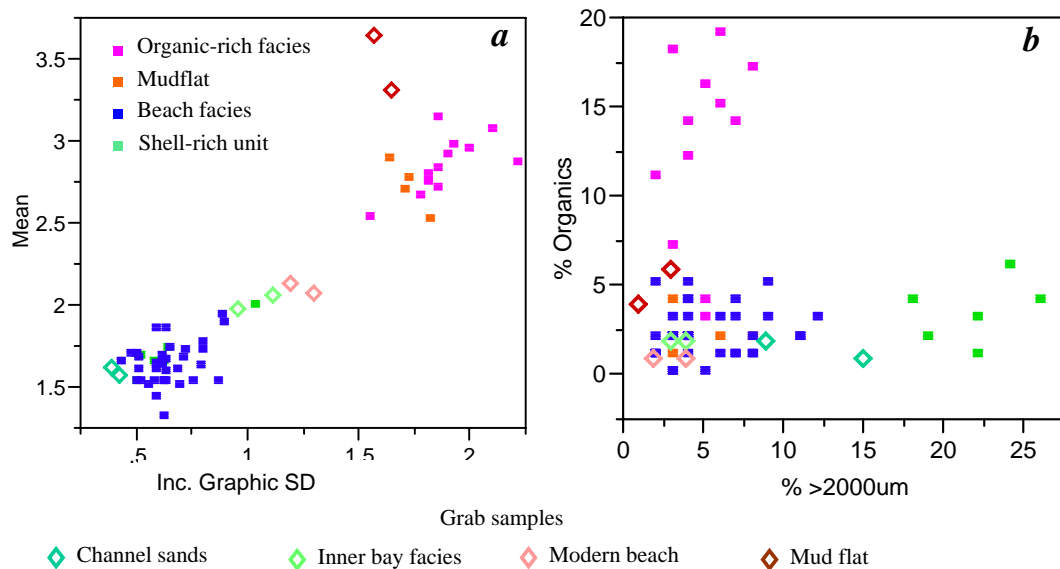 a
Organic-rich facies
Mudflat
Beach facies
Shell-rich unit
3.5
3
2.5
2
1.5
Mean
.5
1
1.5
2
Inc. Graphic SD
b
20
15
10
5
0
% Organics
0
5
10
15
20
25
% >2000um
Grab samples
Channel sands
Inner bay facies
Modern beach
Mud flat